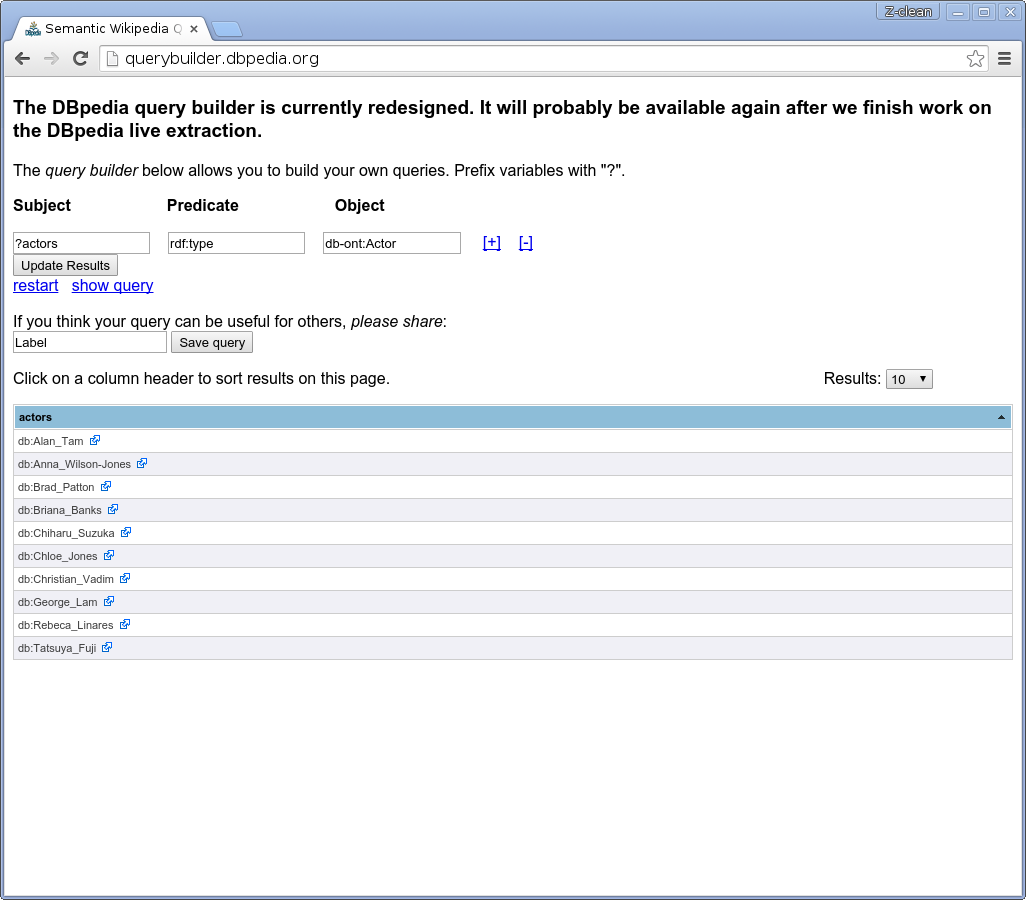 Z-clean
Semantic Wikipedia Q
querybuilder.dbpedia.org
The DBpedia query builder is currently redesigned. It will probably be available again after we finish work on
the DBpedia live extraction.
The query builder below allows you to build your own queries. Prefix variables with "?".
Subject Predicate Object
?actors rdf:type db-ont:Actor [+] [-]
Update Results
restart show query
If you think your query can be useful for others, please share:
Label Save query
Click on a column header to sort results on this page. Results: 10
actors
db:Alan_Tam
db:Anna_Wilson-Jones
db:Brad_Patton
db:Briana_Banks
db:Chiharu_Suzuka
db:Chloe_Jones
db:Christian_Vadim
db:George_Lam
db:Rebeca_Linares
db:Tatsuya_Fuji